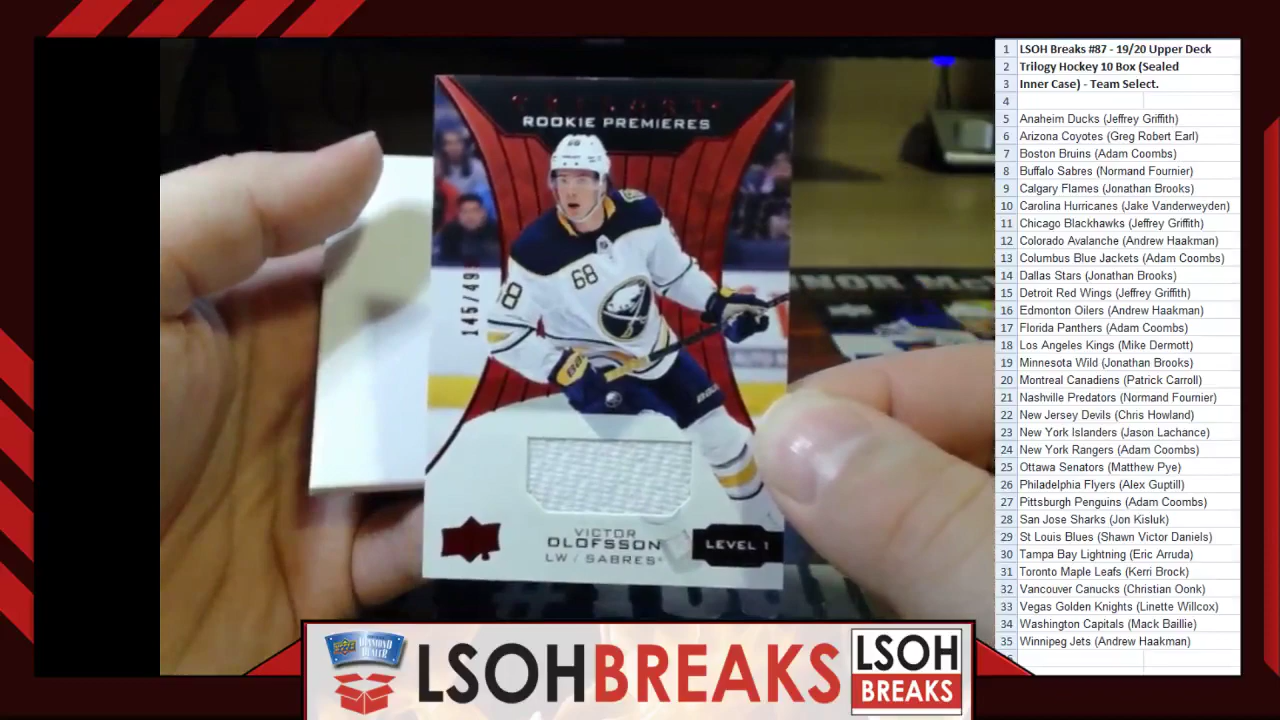 TRILOGY
ROOKIE PREMIERES
68
68
145/499
VICTOR
OLOFSSON
LW / SABRES
LEVEL 1
1 LSOH Breaks #87 - 19/20 Upper Deck
2 Trilogy Hockey 10 Box (Sealed
3 Inner Case) - Team Select.
4
5 Anaheim Ducks (Jeffrey Griffith)
6 Arizona Coyotes (Greg Robert Earl)
7 Boston Bruins (Adam Coombs)
8 Buffalo Sabres (Normand Fournier)
9 Calgary Flames (Jonathan Brooks)
10 Carolina Hurricanes (Jake Vanderweyden)
11 Chicago Blackhawks (Jeffrey Griffith)
12 Colorado Avalanche (Andrew Haakman)
13 Columbus Blue Jackets (Adam Coombs)
14 Dallas Stars (Jonathan Brooks)
15 Detroit Red Wings (Jeffrey Griffith)
16 Edmonton Oilers (Andrew Haakman)
17 Florida Panthers (Adam Coombs)
18 Los Angeles Kings (Mike Dermott)
19 Minnesota Wild (Jonathan Brooks)
20 Montreal Canadiens (Patrick Carroll)
21 Nashville Predators (Normand Fournier)
22 New Jersey Devils (Chris Howland)
23 New York Islanders (Jason Lachance)
24 New York Rangers (Adam Coombs)
25 Ottawa Senators (Matthew Pye)
26 Philadelphia Flyers (Alex Guptill)
27 Pittsburgh Penguins (Adam Coombs)
28 San Jose Sharks (Jon Kisluk)
29 St Louis Blues (Shawn Victor Daniels)
30 Tampa Bay Lightning (Eric Arruda)
31 Toronto Maple Leafs (Kerri Brock)
32 Vancouver Canucks (Christian Oonk)
33 Vegas Golden Knights (Linette Willcox)
34 Washington Capitals (Mack Baillie)
35 Winnipeg Jets (Andrew Haakman)
DIAMOND
DEALER
LSOHBREAKS
LSOH
BREAKS